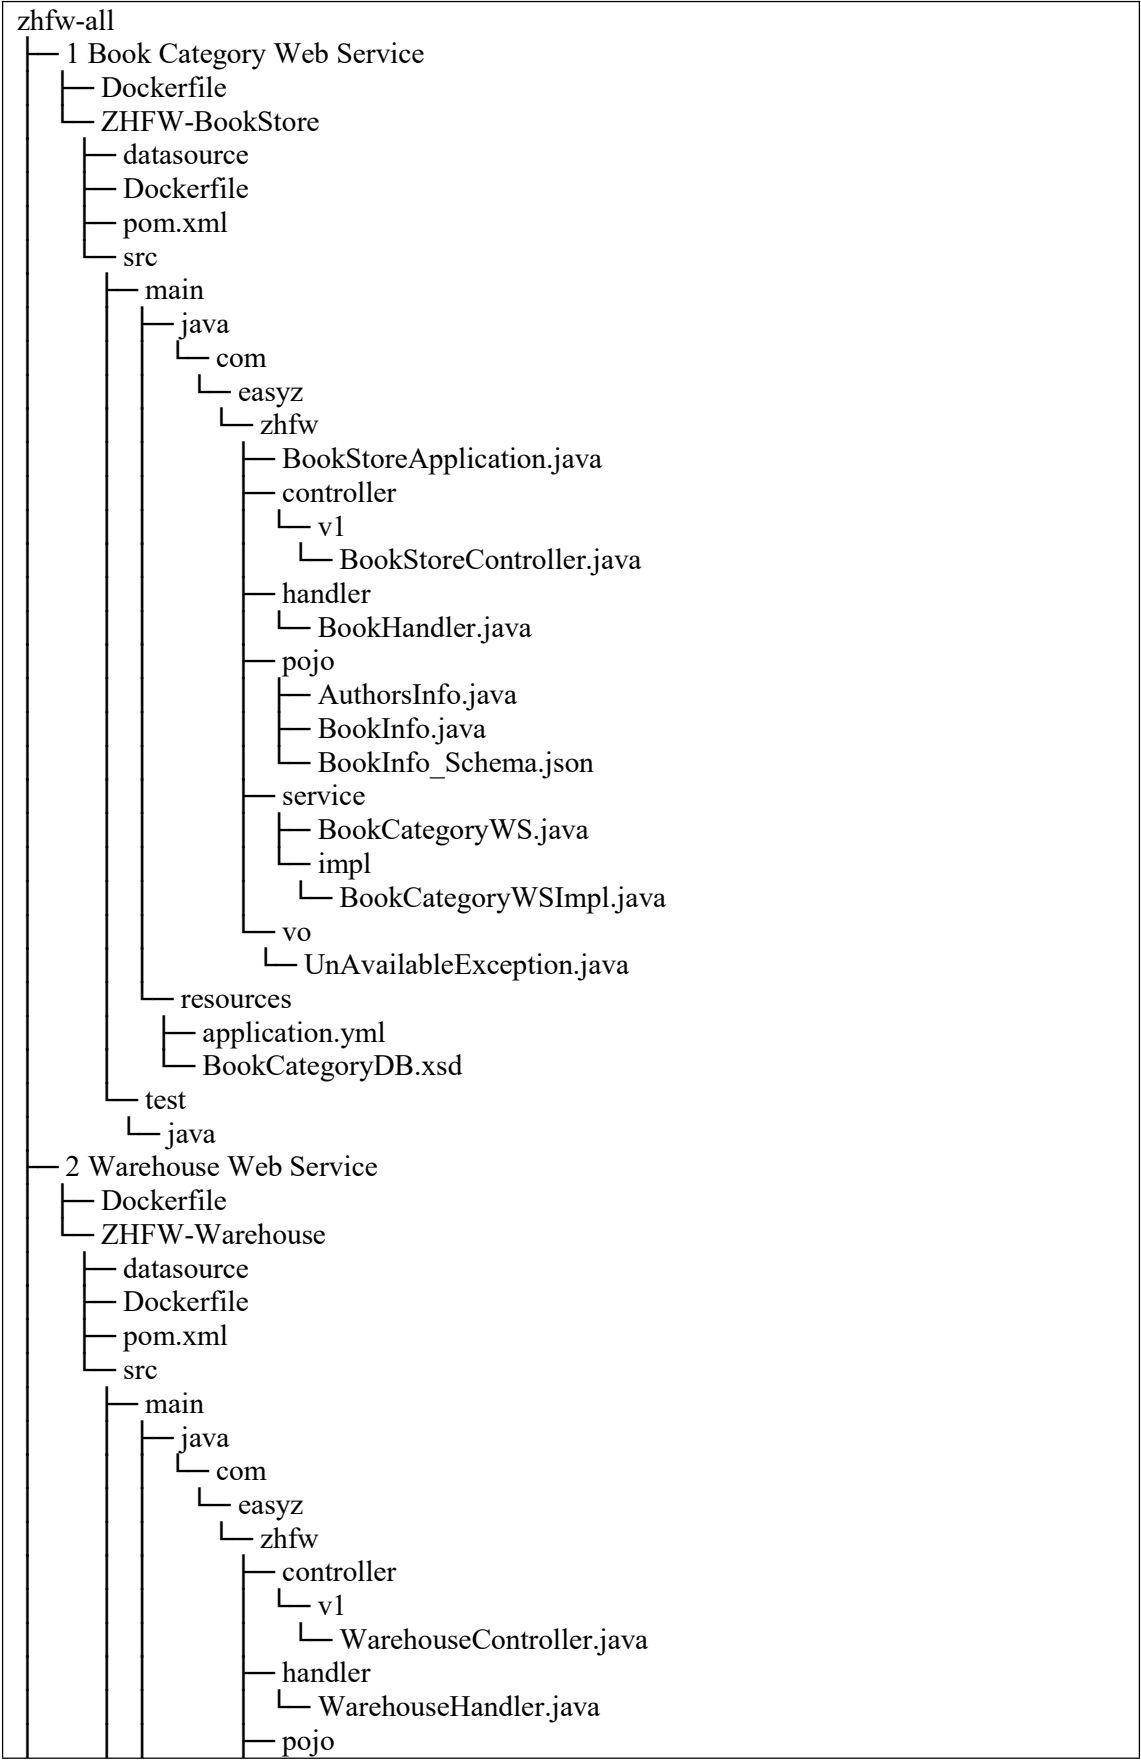 zhfw-all
1 Book Category Web Service
Dockerfile
ZHFW-BookStore
datasource
Dockerfile
pom.xml
src
main
java
com
easyz
zhfw
BookStoreApplication.java
controller
v1
BookStoreController.java
handler
BookHandler.java
pojo
AuthorsInfo.java
BookInfo.java
BookInfo_Schema.json
service
BookCategoryWS.java
impl
BookCategoryWSImpl.java
vo
UnAvailableException.java
resources
application.yml
BookCategoryDB.xsd
test
java
2 Warehouse Web Service
Dockerfile
ZHFW-Warehouse
datasource
Dockerfile
pom.xml
src
main
java
com
easyz
zhfw
controller
v1
WarehouseController.java
handler
WarehouseHandler.java
pojo